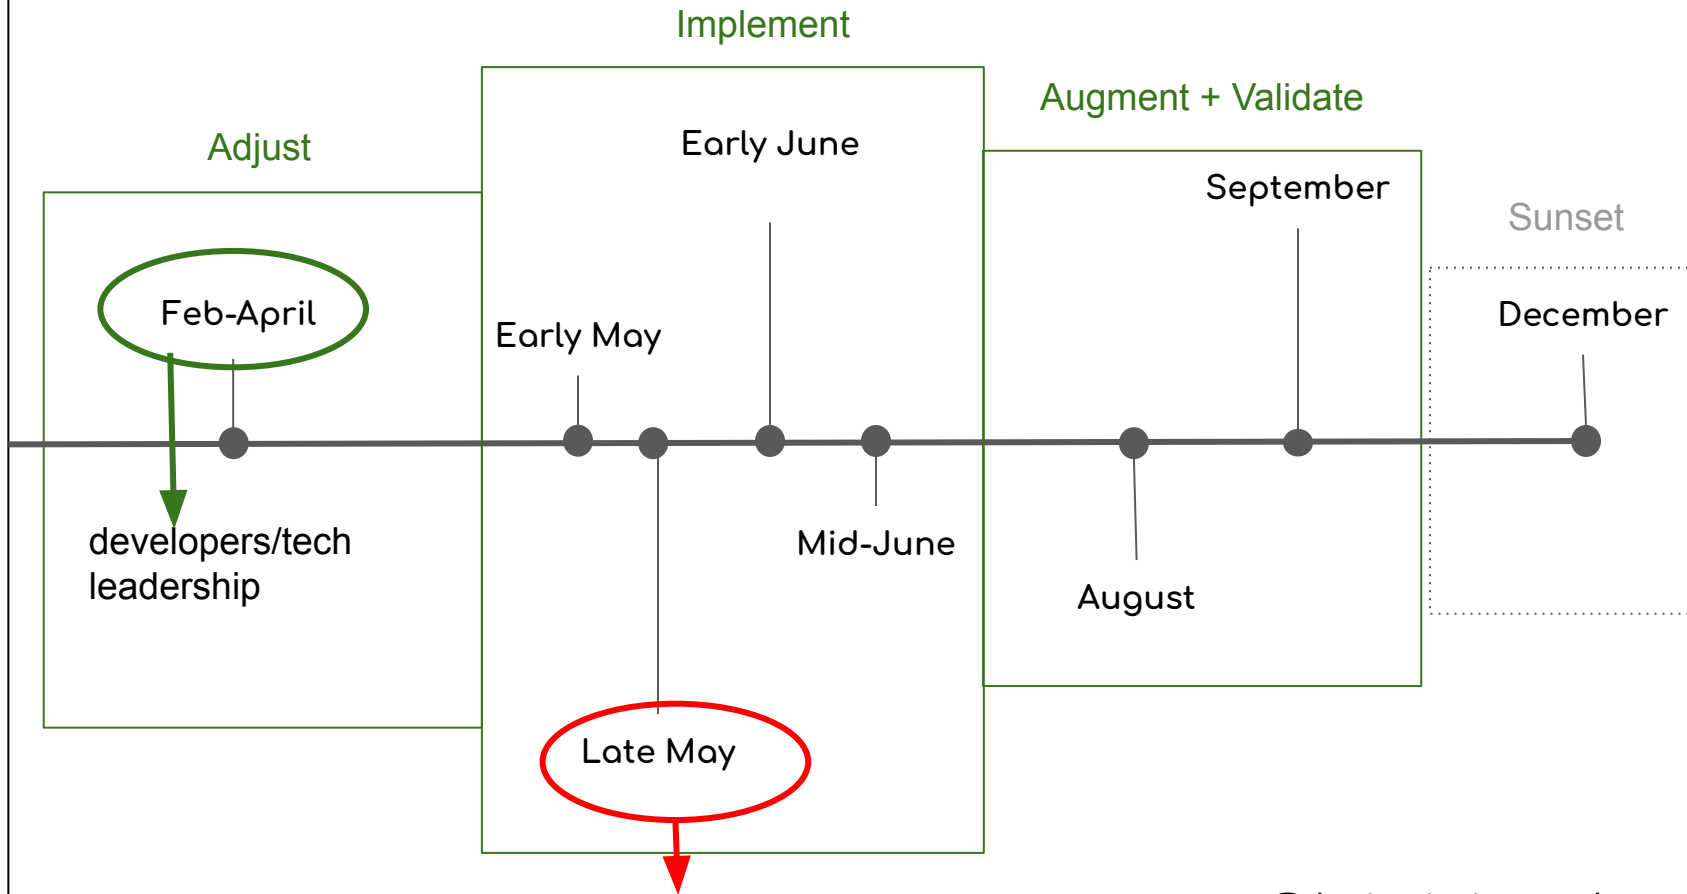 Implement
Augment + Validate
Adjust
Early June
September
Sunset
Feb-April
December
Early May
developers/tech
leadership
Mid-June
August
Late May